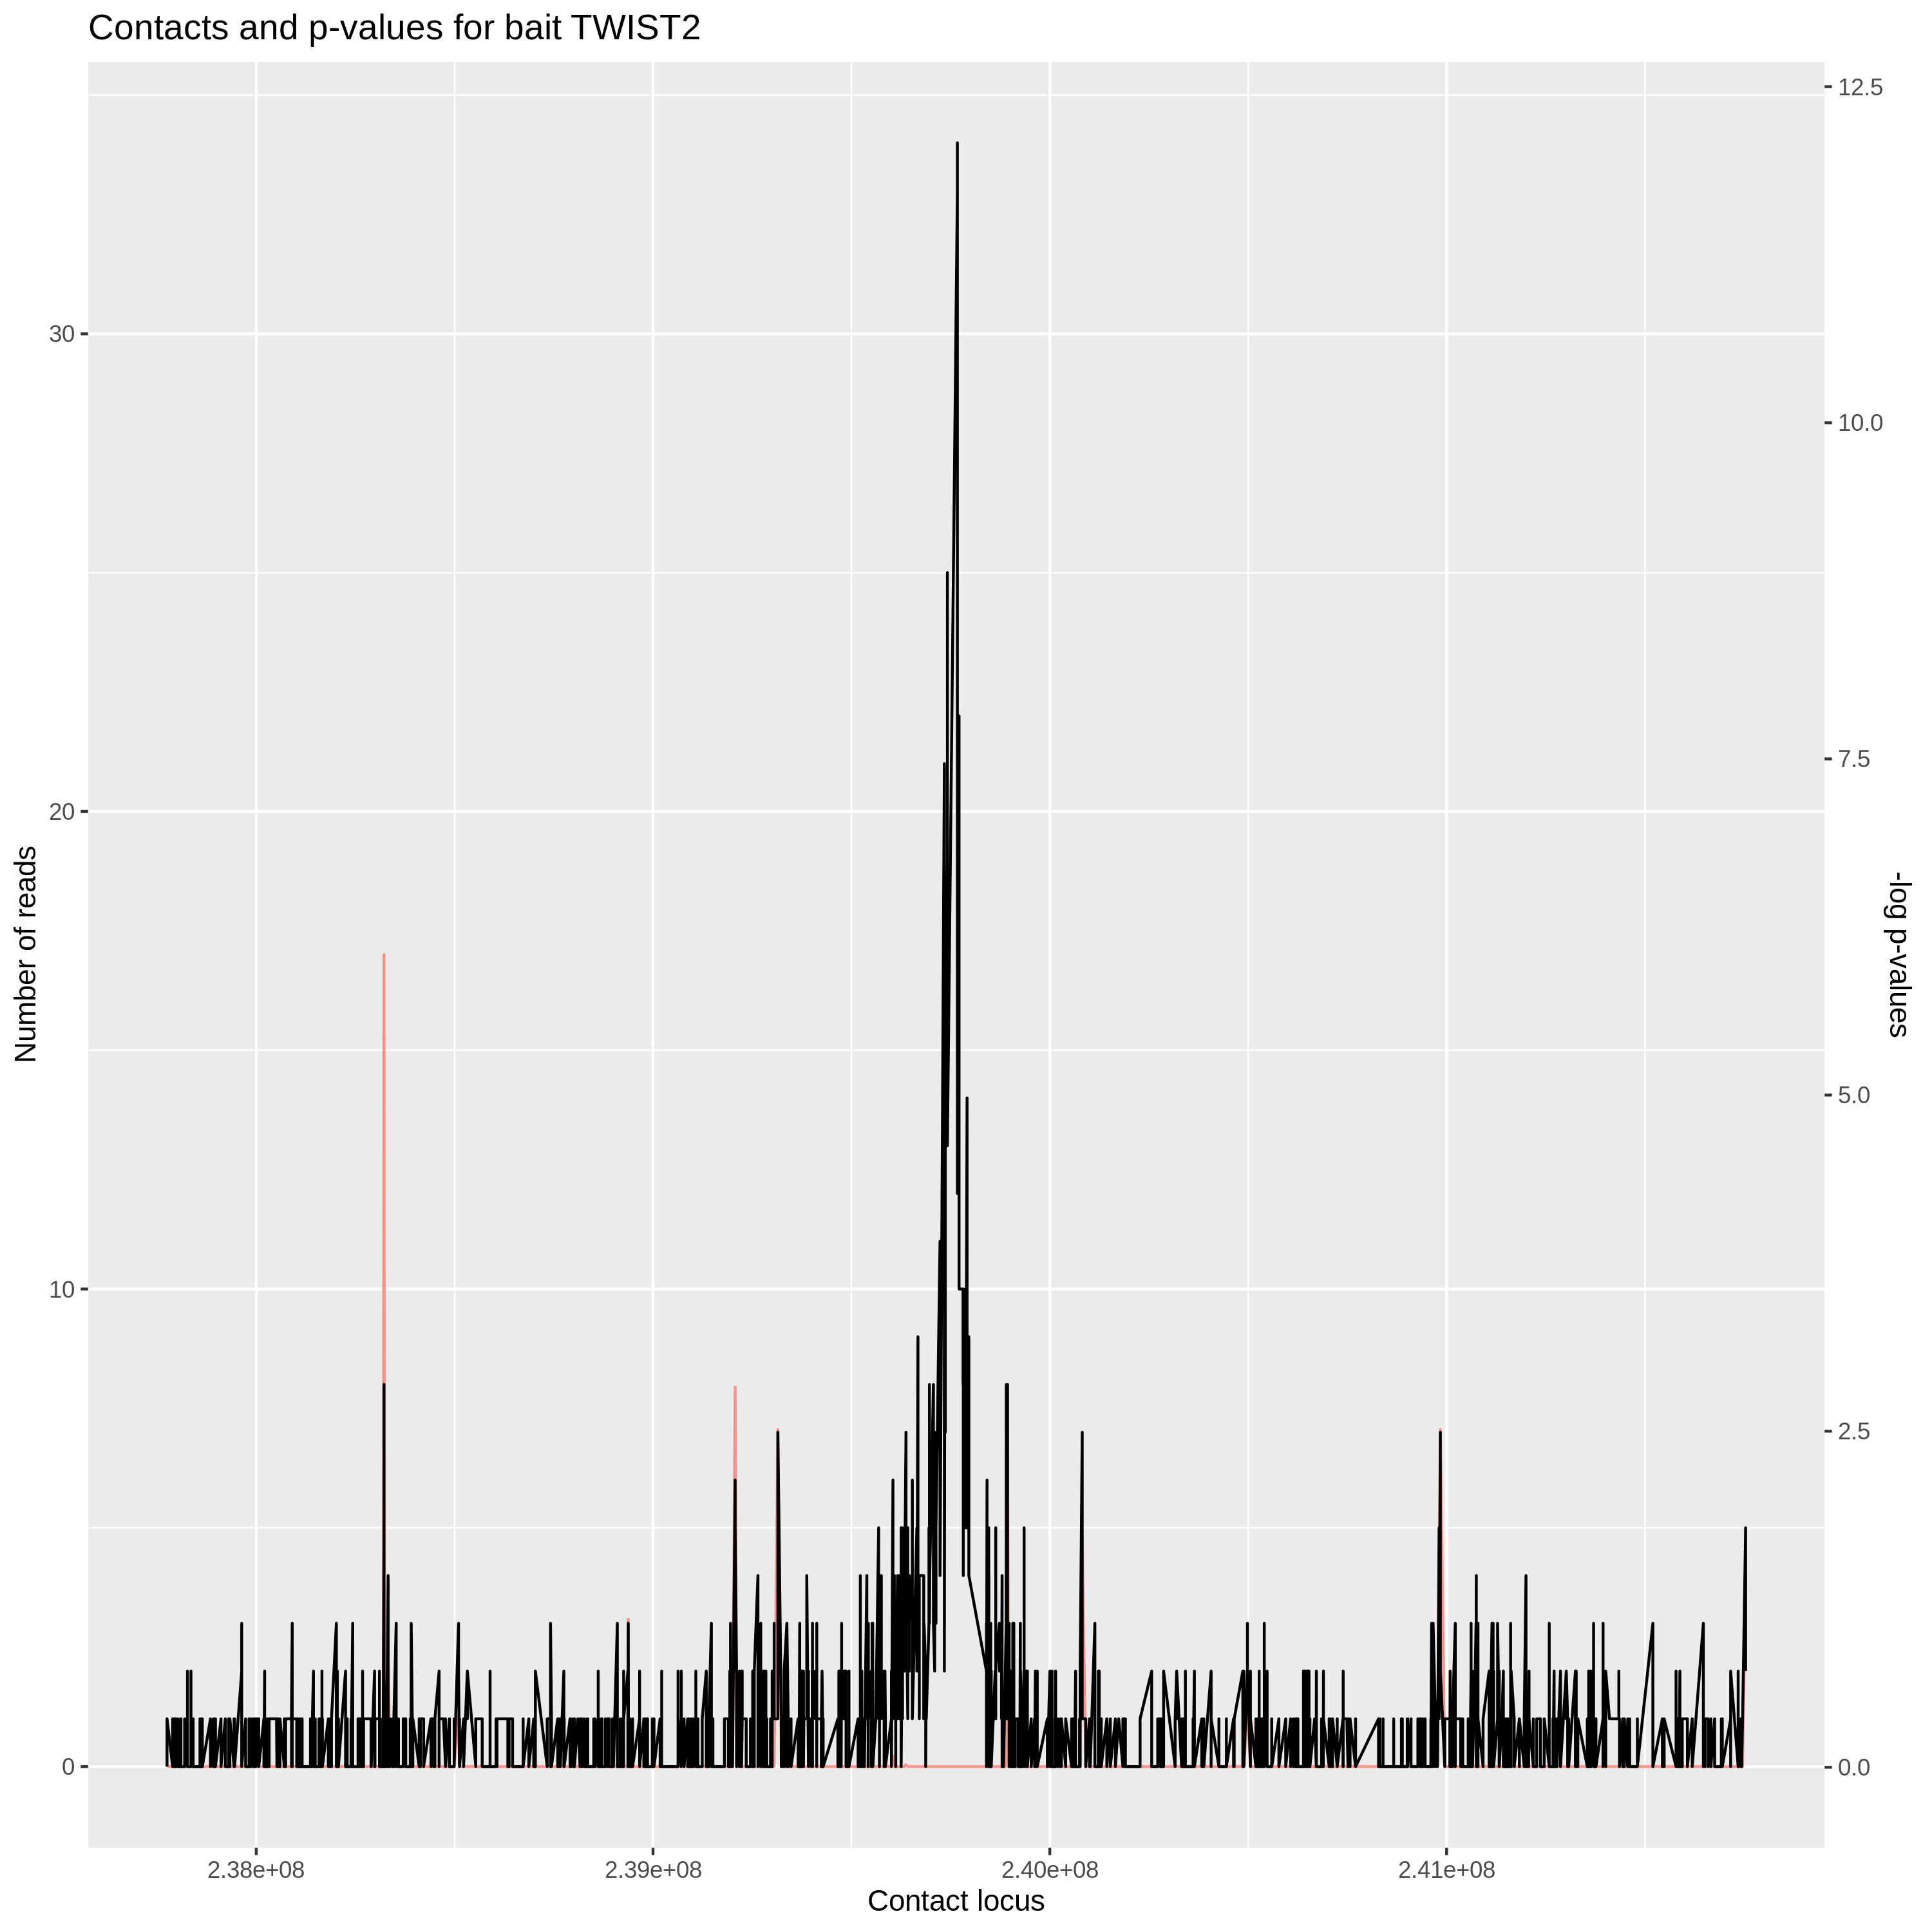 Contacts and p-values for bait TWIST2
Number of reads
30
20
10
0
12.5
10.0
7.5
5.0
2.5
0.0
-log p-values
2.38e+08
2.39e+08
2.40e+08
2.41e+08
Contact locus